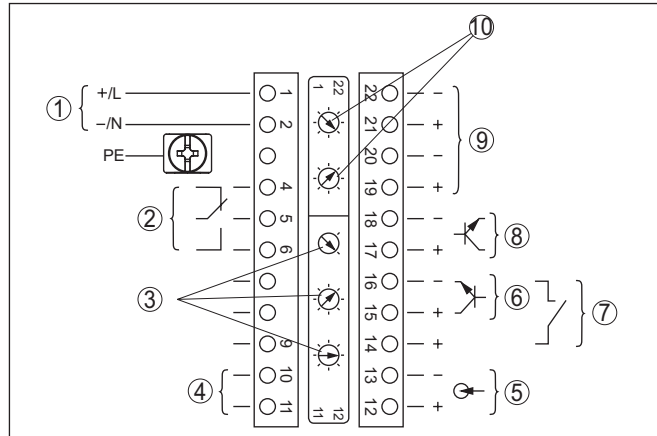 ⑩
① +/L 1 1 22 22 −
−/N 2 21 + ⑨
PE 20 −
4 19 +
② 5 18 − ⑧
6 17 +
③ 16 − ⑥ ⑦
15 +
9 14 +
④ 10 13 − ⑤
11 11 12 12 +